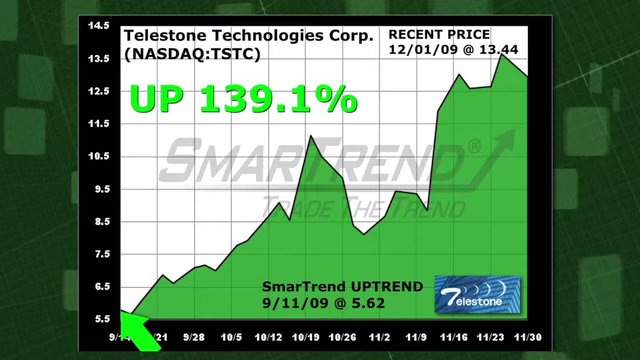 14.5
13.5
12.5
11.5
10.5
9.5
8.5
7.5
6.5
5.5
Telestone Technologies Corp.
(NASDAQ:TSTC)
RECENT PRICE
12/01/09 @ 13.44
UP 139.1%
SMARTREND®
TRADE THE TREND
SmarTrend UPTREND
9/11/09 @ 5.62
Telestone
9/28 10/5 10/12 10/19 10/26 11/2 11/9 11/16 11/23 11/30